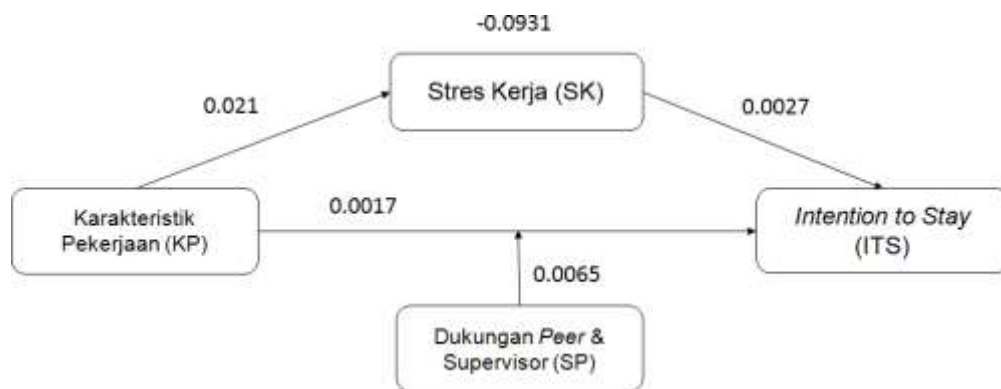 -0.0931
Stres Kerja (SK)
0.021
0.0027
Karakteristik
Pekerjaan (KP)
0.0017
Intention to Stay
(ITS)
0.0065
Dukungan Peer &
Supervisor (SP)